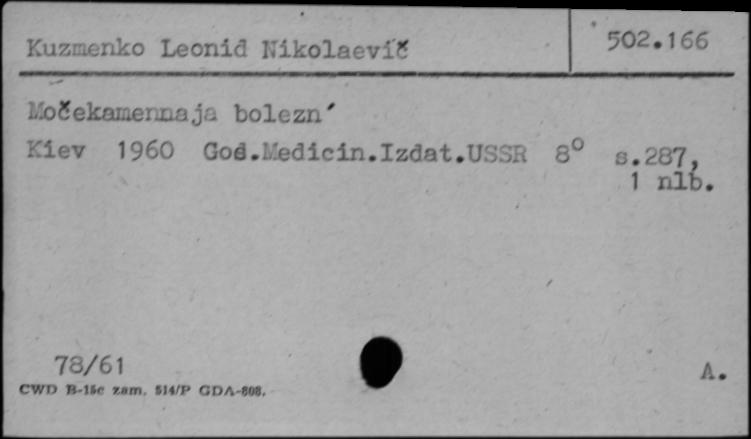 Kuzmenko Leonid Nikolaevič
502.166
Močekamennaja bolezn′
Kiev 1960 God.Medicin.Izdat.USSR 8° s.287,
1 nlb.
78/61
A.
CWD B-15c zam. 514/P GDA-808.